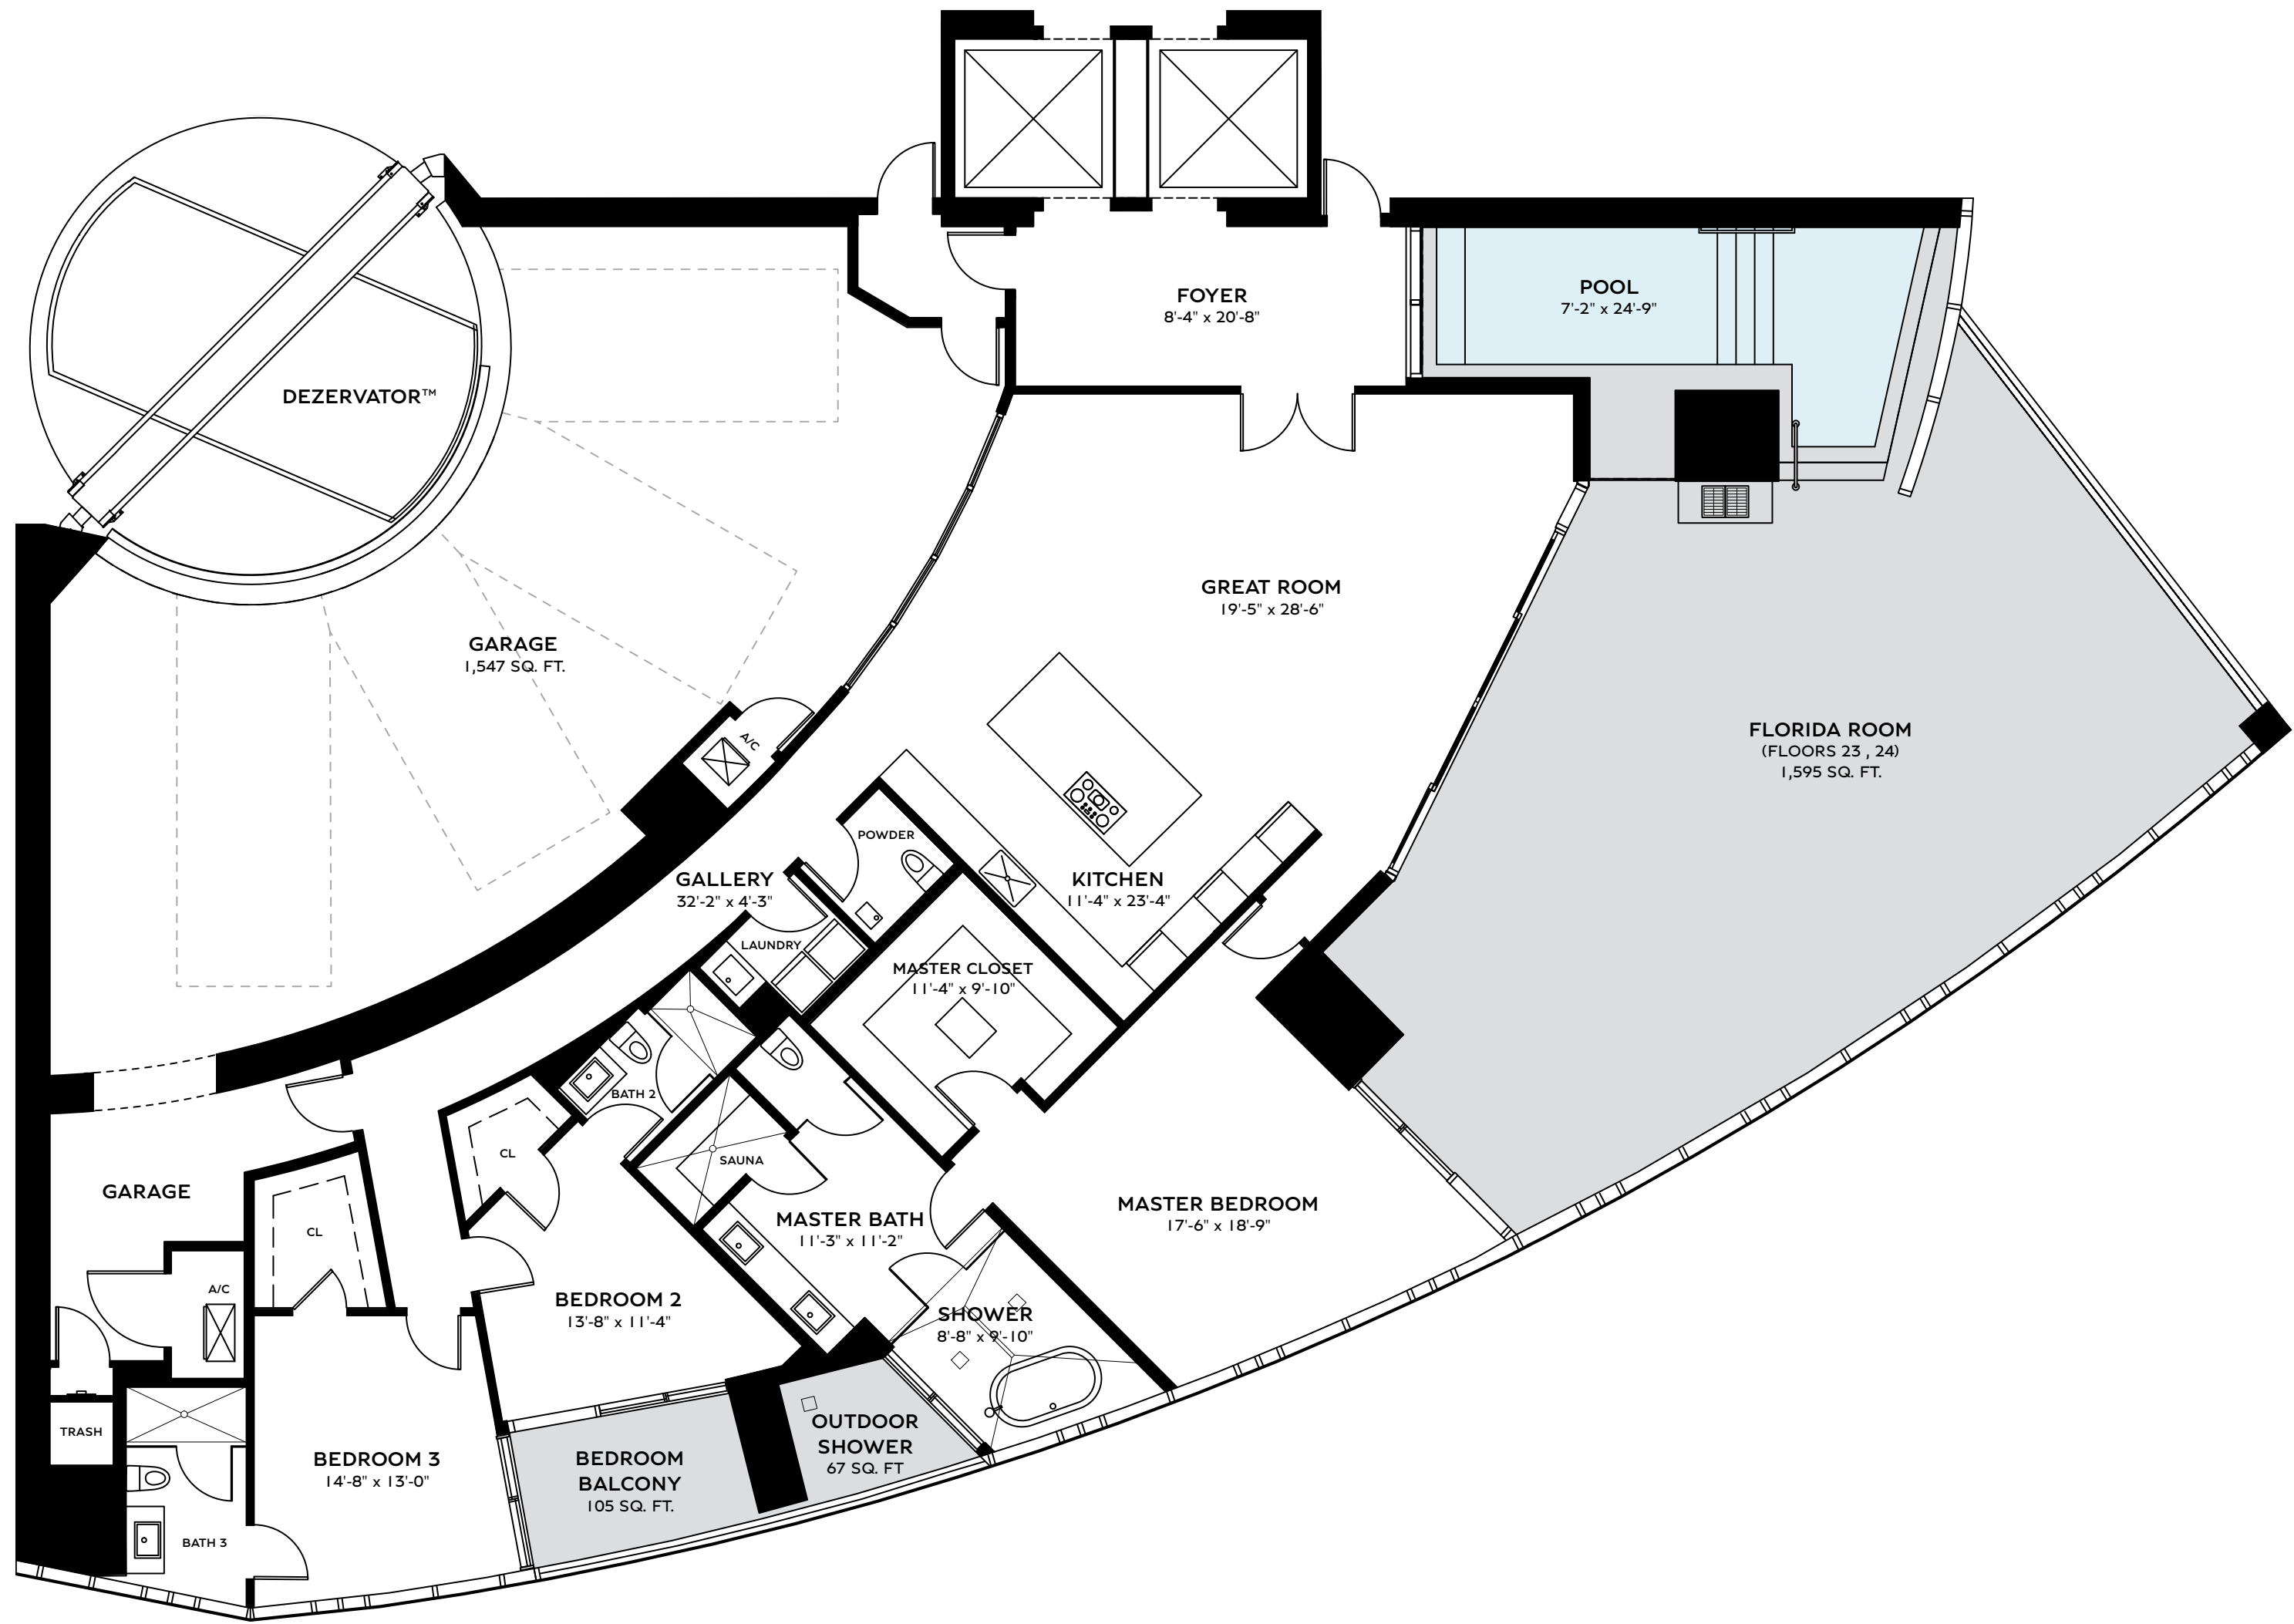 FOYER
8'-4" x 20'-8"
POOL
7'-2" x 24'-9"
DEZERVATOR™
GREAT ROOM
19'-5" x 28'-6"
GARAGE
1,547 SQ. FT.
FLORIDA ROOM
(FLOORS 23 , 24)
1,595 SQ. FT.
A/C
POWDER
GALLERY
32'-2" x 4'-3"
KITCHEN
11'-4" x 23'-4"
LAUNDRY
MASTER CLOSET
11'-4" x 9'-10"
BATH 2
CL
SAUNA
GARAGE
CL
MASTER BATH
11'-3" x 11'-2"
MASTER BEDROOM
17'-6" x 18'-9"
A/C
BEDROOM 2
13'-8" x 11'-4"
SHOWER
8'-8" x 9'-10"
TRASH
OUTDOOR
SHOWER
67 SQ. FT
BEDROOM 3
14'-8" x 13'-0"
BEDROOM
BALCONY
105 SQ. FT.
BATH 3